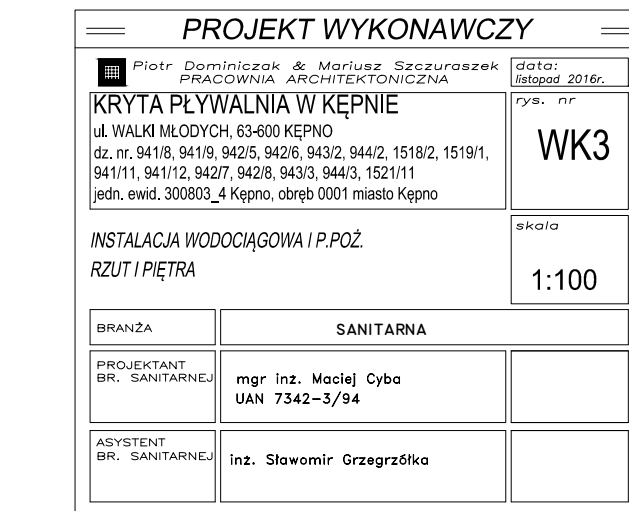 PROJEKT WYKONAWCZY
Piotr Dominiczak & Mariusz Szczuraszek
PRACOWNIA ARCHITEKTONICZNA
data:
listopad 2016r.
KRYTA PŁYWALNIA W KĘPNIE
ul. WALKI MŁODYCH, 63-600 KĘPNO
dz. nr. 941/8, 941/9, 942/5, 942/6, 943/2, 944/2, 1518/2, 1519/1,
941/11, 941/12, 942/7, 942/8, 943/3, 944/3, 1521/11
jedn. ewid. 300803_4 Kępno, obręb 0001 miasto Kępno
rys. nr
WK3
INSTALACJA WODOCIĄGOWA I P.POŻ.
RZUT I PIĘTRA
skala
1:100
BRANŻA
SANITARNA
PROJEKTANT
BR. SANITARNEJ
mgr inż. Maciej Cyba
UAN 7342-3/94
ASYSTENT
BR. SANITARNEJ
inż. Sławomir Grzegrzółka